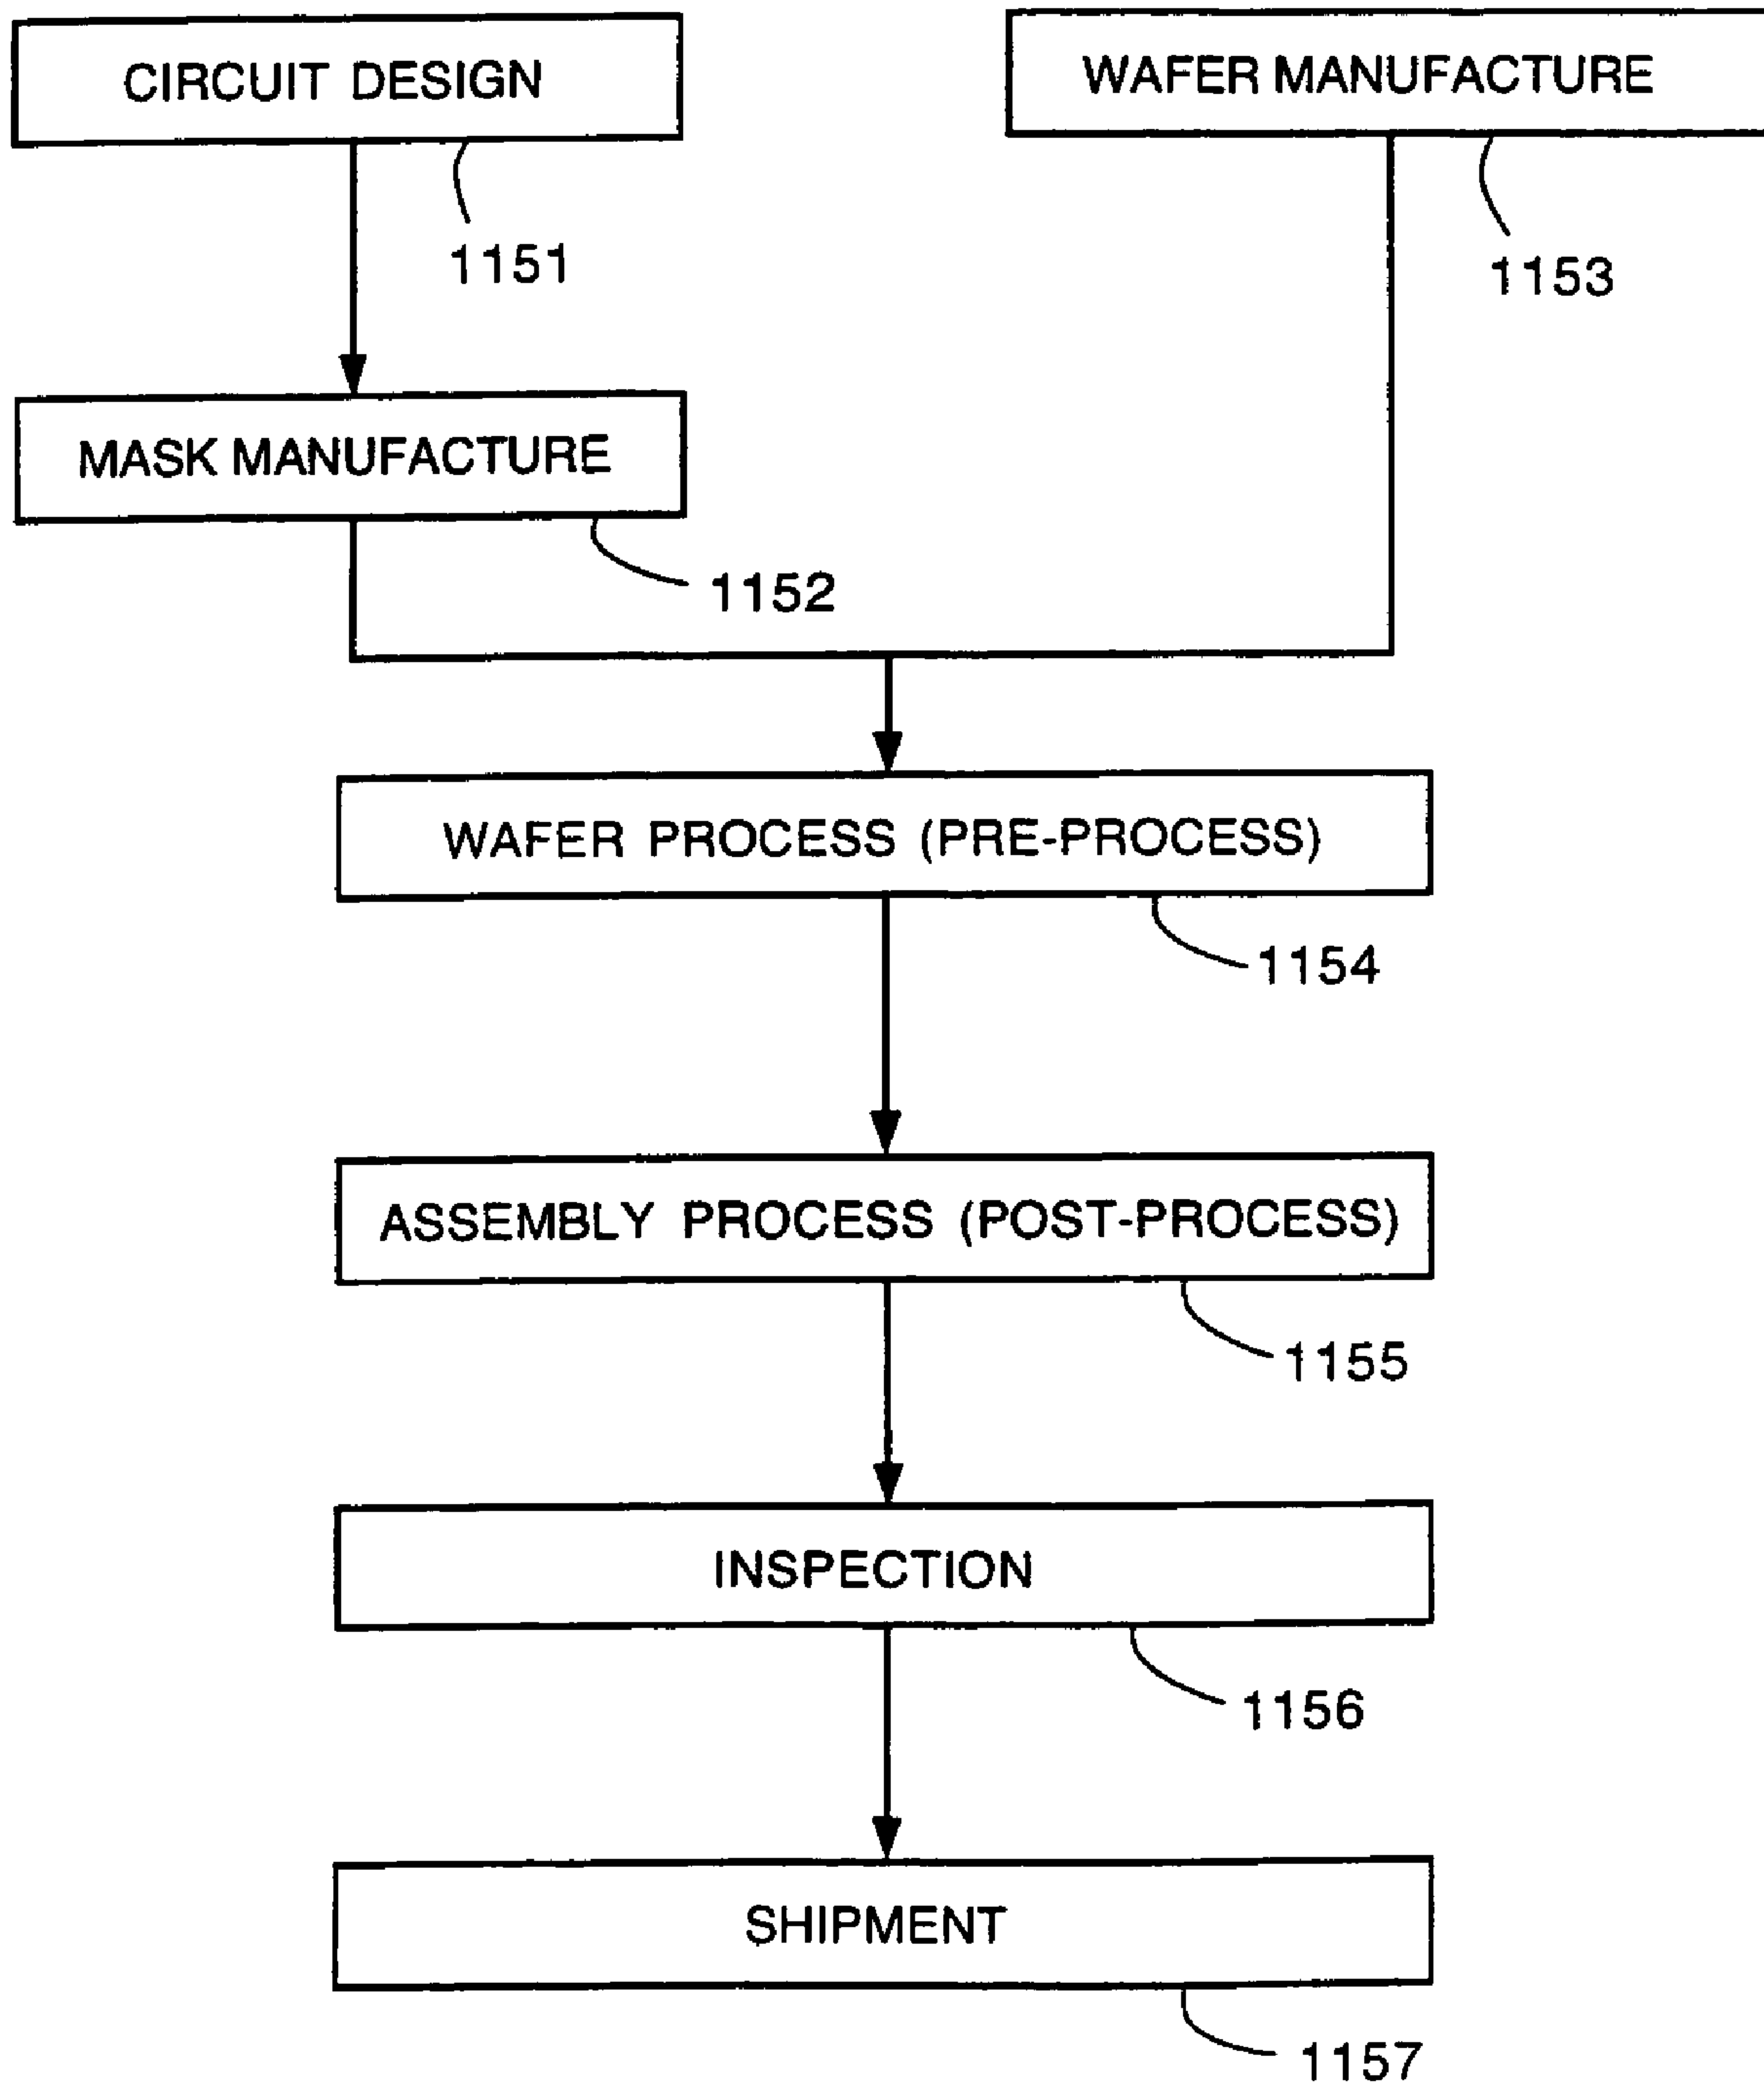 CIRCUIT DESIGN
1151
WAFER MANUFACTURE
1153
MASK MANUFACTURE
1152
WAFER PROCESS (PRE-PROCESS)
1154
ASSEMBLY PROCESS (POST-PROCESS)
1155
INSPECTION
1156
SHIPMENT
1157